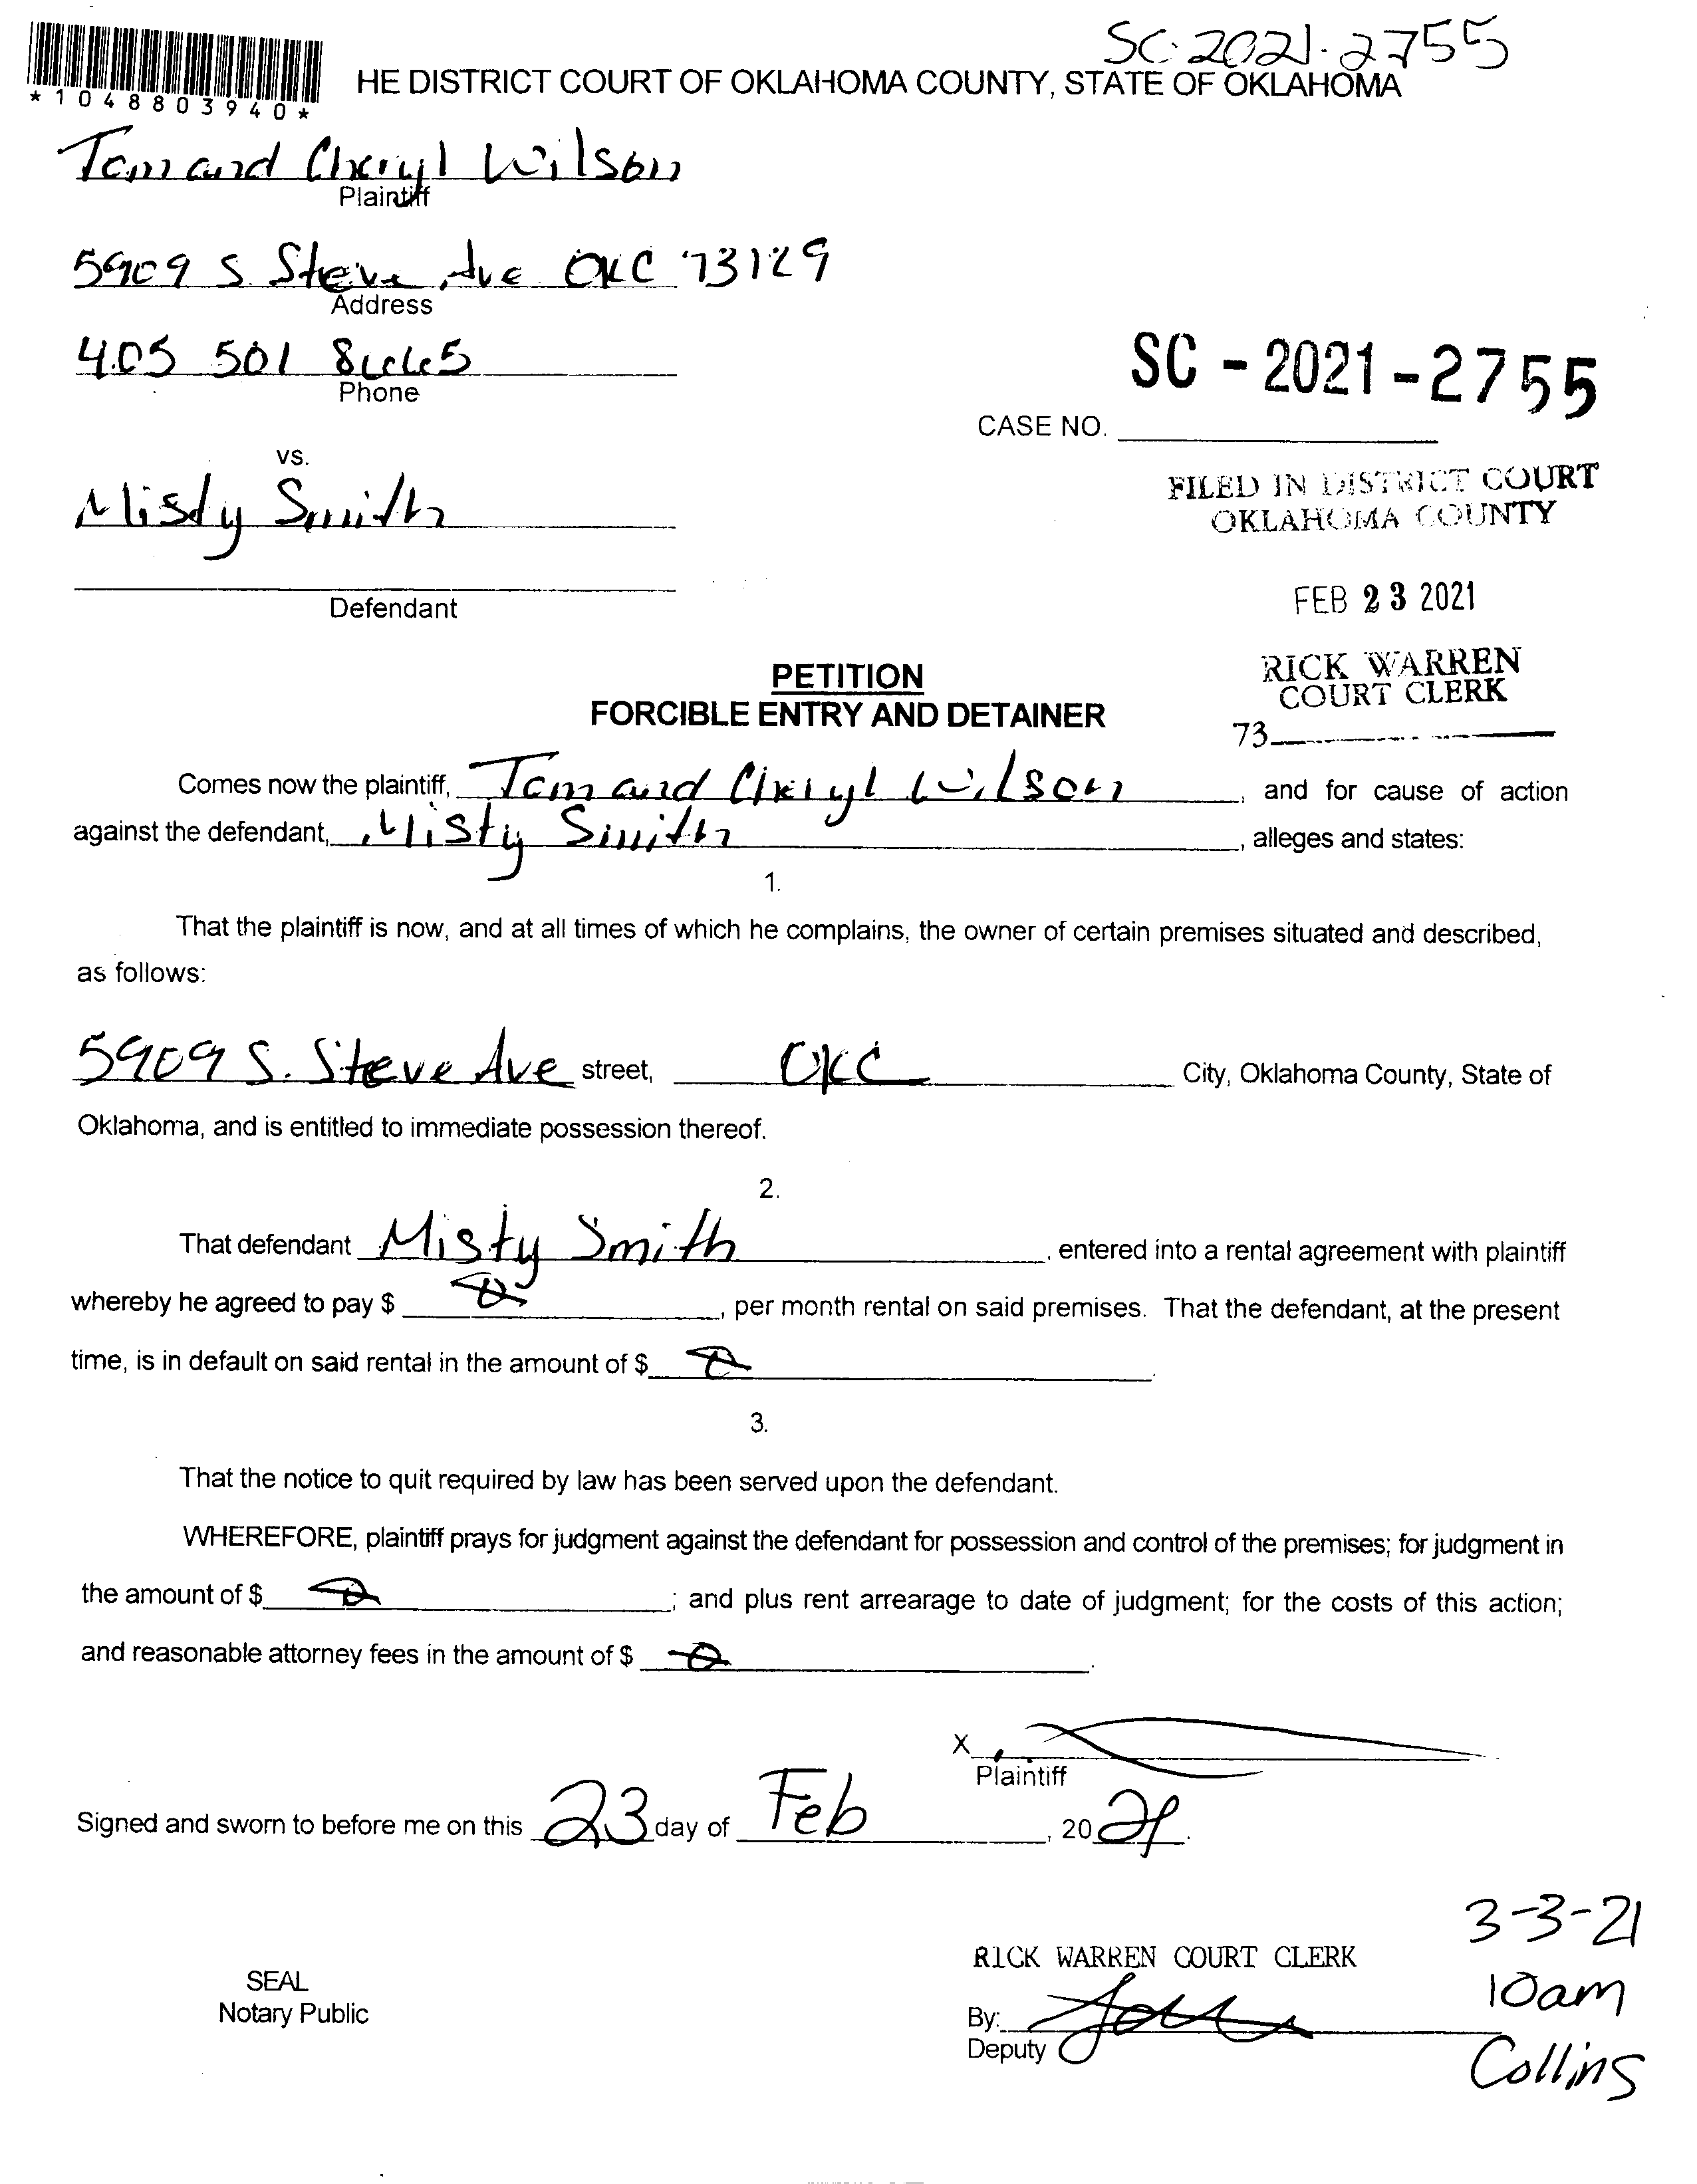 SC-2021-2755
*1048803940*
HE DISTRICT COURT OF OKLAHOMA COUNTY, STATE OF OKLAHOMA
Tom and Cheryl Wilson
Plaintiff
5909 S Steve Ave OKC 73129
Address
405 501 8665
Phone
SC-2021-2755
CASE NO.
vs.
Misty Smith
FILED IN DISTRICT COURT
OKLAHOMA COUNTY
Defendant
FEB 23 2021
PETITION
FORCIBLE ENTRY AND DETAINER
RICK WARREN
COURT CLERK
73
Comes now the plaintiff, Tom and Cheryl Wilson, and for cause of action
against the defendant, Misty Smith, alleges and states:
1.
That the plaintiff is now, and at all times of which he complains, the owner of certain premises situated and described,
as follows:
5909 S. Steve Ave street, OKC City, Oklahoma County, State of
Oklahoma, and is entitled to immediate possession thereof.
2.
That defendant Misty Smith, entered into a rental agreement with plaintiff
whereby he agreed to pay $ 0, per month rental on said premises. That the defendant, at the present
time, is in default on said rental in the amount of $ 0.
3.
That the notice to quit required by law has been served upon the defendant.
WHEREFORE, plaintiff prays for judgment against the defendant for possession and control of the premises; for judgment in
the amount of $ 0; and plus rent arrearage to date of judgment; for the costs of this action;
and reasonable attorney fees in the amount of $ 0.
X
Plaintiff
Signed and sworn to before me on this 23 day of Feb, 2021.
3-3-21
RICK WARREN COURT CLERK
SEAL
10am
Notary Public
By:
Deputy
Collins